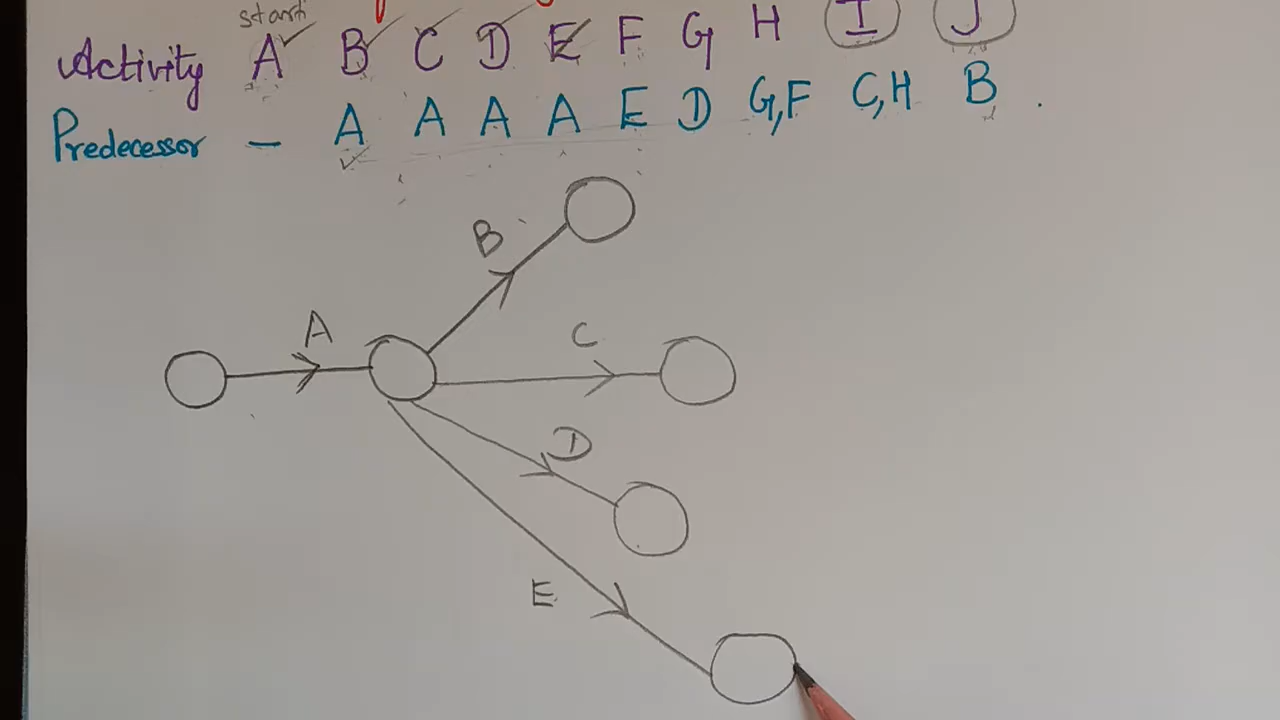 start
Activity A B C D E F G H I J
Predecessor - A A A A E D G,F C,H B
B
A
C
D
E